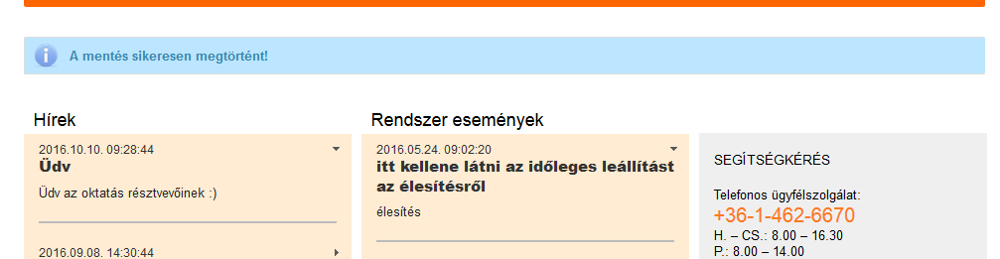 A mentés sikeresen megtörtént!
Hírek
2016.10.10. 09:28:44
Üdv
Üdv az oktatás résztvevőinek :)
2016.09.08. 14:30:44
Rendszer események
2016.05.24. 09:02:20
itt kellene látni az időleges leállítást
az élesítésről
élesítés
SEGÍTSÉGKÉRÉS
Telefonos ügyfélszolgálat:
+36-1-462-6670
H. – CS.: 8.00 – 16.30
P.: 8.00 – 14.00